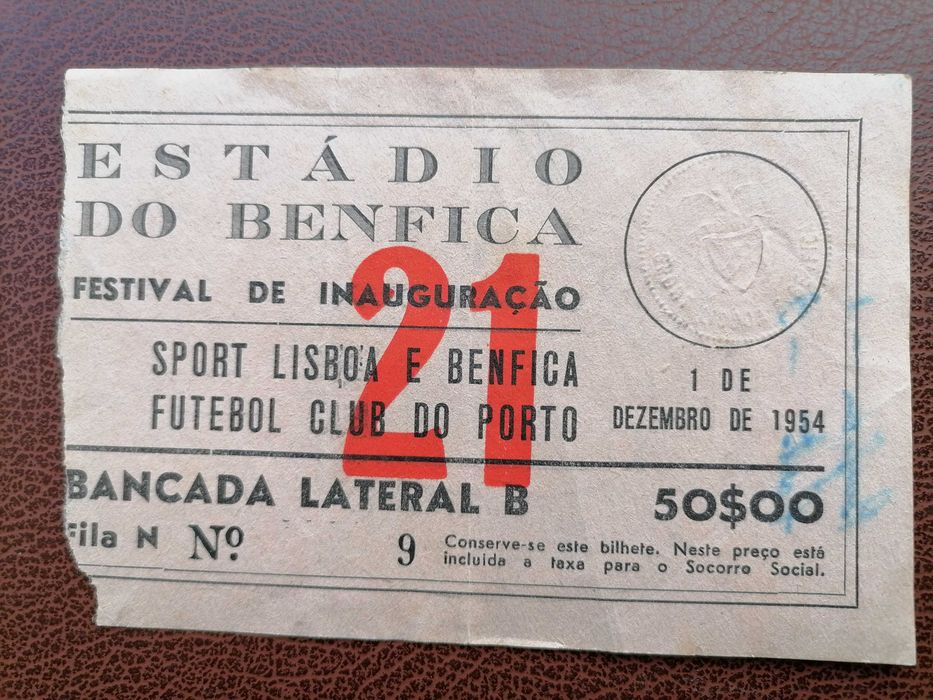 ESTÁDIO
DO BENFICA
FESTIVAL DE INAUGURAÇÃO
21
SPORT LISBOA E BENFICA
FUTEBOL CLUB DO PORTO
1 DE
DEZEMBRO DE 1954
BANCADA LATERAL B
50$00
Fila N Nº 9
Conserve-se este bilhete. Neste preço está
incluida a taxa para o Socorro Social.